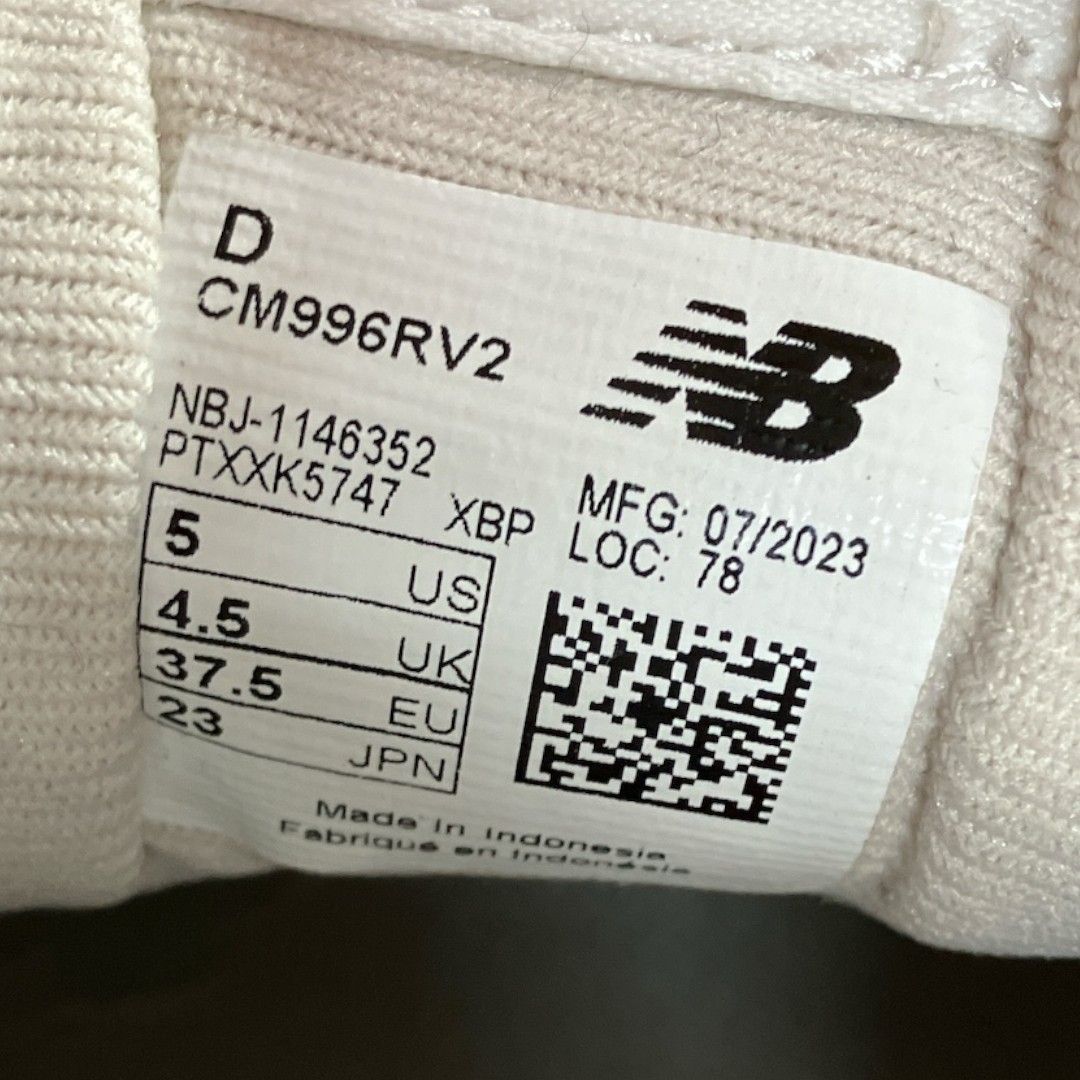 D
CM996RV2
NB
NBJ-1146352
PTXXK5747 XBP
MFG: 07/2023
LOC: 78
5 US
4.5 UK
37.5 EU
23 JPN
Made in Indonesia
Fabriqué en Indonésie